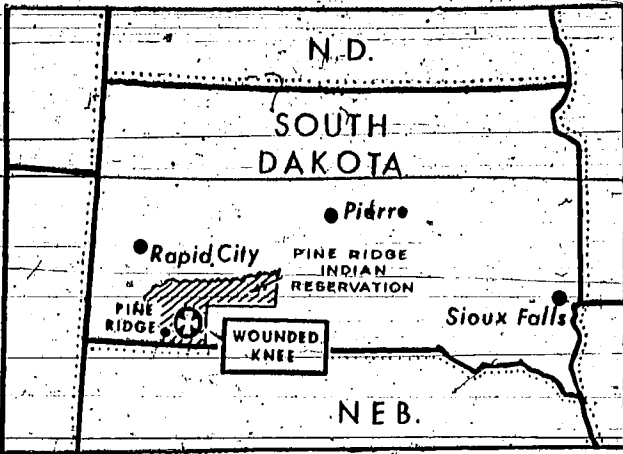 N.D.
SOUTH
DAKOTA
Pierre
Rapid City
PINE RIDGE
INDIAN
RESERVATION
PINE
RIDGE
Sioux Falls
WOUNDED
KNEE
NEB.